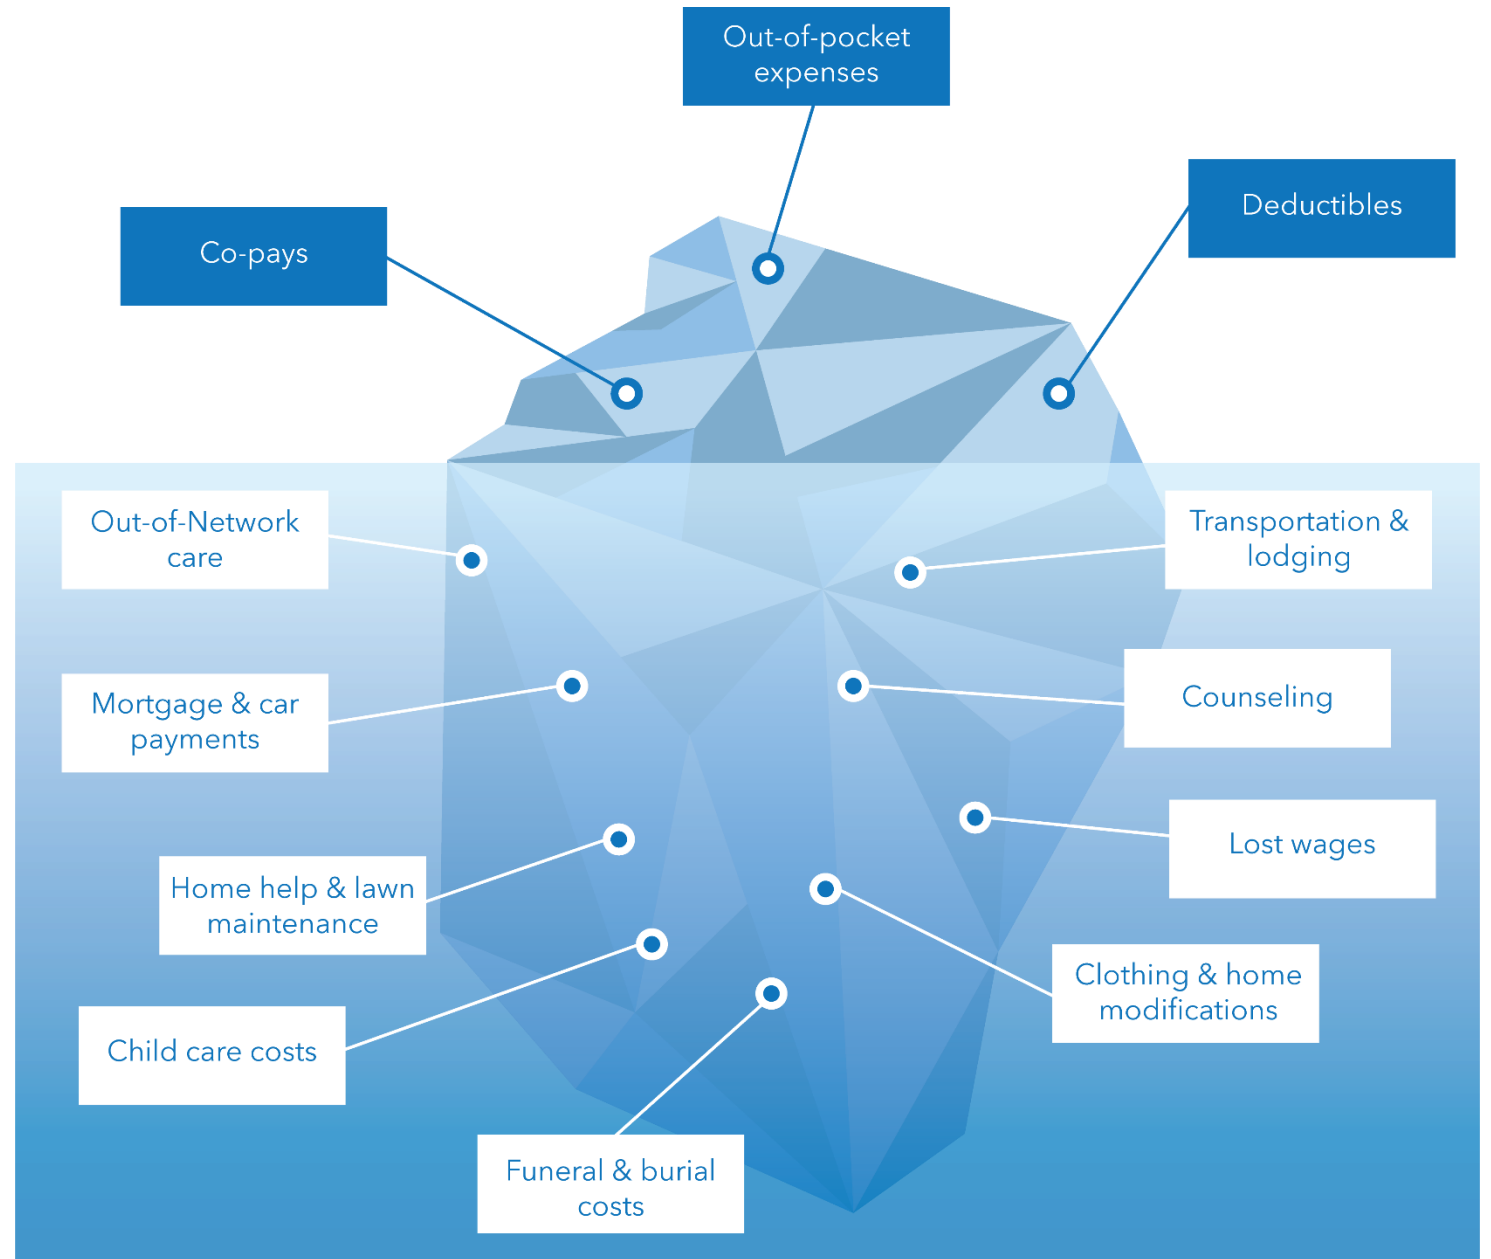 Out-of-pocket
expenses
Deductibles
Co-pays
Out-of-Network
care
Transportation &
lodging
Mortgage & car
payments
Counseling
Lost wages
Home help & lawn
maintenance
Clothing & home
modifications
Child care costs
Funeral & burial
costs